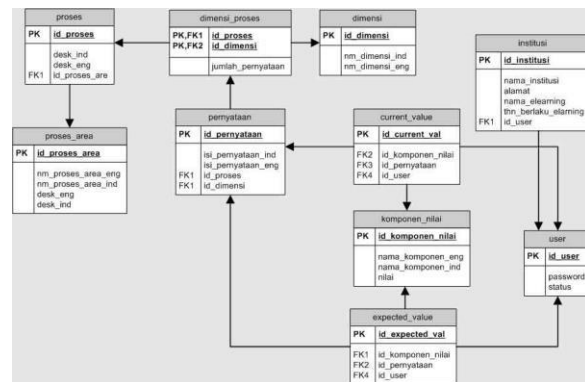 proses
PK id_proses
desk_ind
desk_eng
FK1 id_proses_are
dimensi_proses
PK,FK1 id_proses
PK,FK2 id_dimensi
jumlah_pernyataan
dimensi
PK id_dimensi
nm_dimensi_ind
nm_dimensi_eng
institusi
PK id_institusi
nama_institusi
alamat
nama_elearning
thn_berlaku_elarning
FK1 id_user
proses_area
PK id_proses_area
nm_proses_area_eng
nm_proses_area_ind
desk_eng
desk_ind
pernyataan
PK id_pernyataan
isi_pernyataan_ind
isi_pernyataan_eng
FK1 id_proses
FK1 id_dimensi
current_value
PK id_current_val
FK2 id_komponen_nilai
FK3 id_pernyataan
FK4 id_user
komponen_nilai
PK id_komponen_nilai
nama_komponen_eng
nama_komponen_ind
nilai
user
PK id_user
password
status
expected_value
PK id_expected_val
FK1 id_komponen_nilai
FK2 id_pernyataan
FK4 id_user